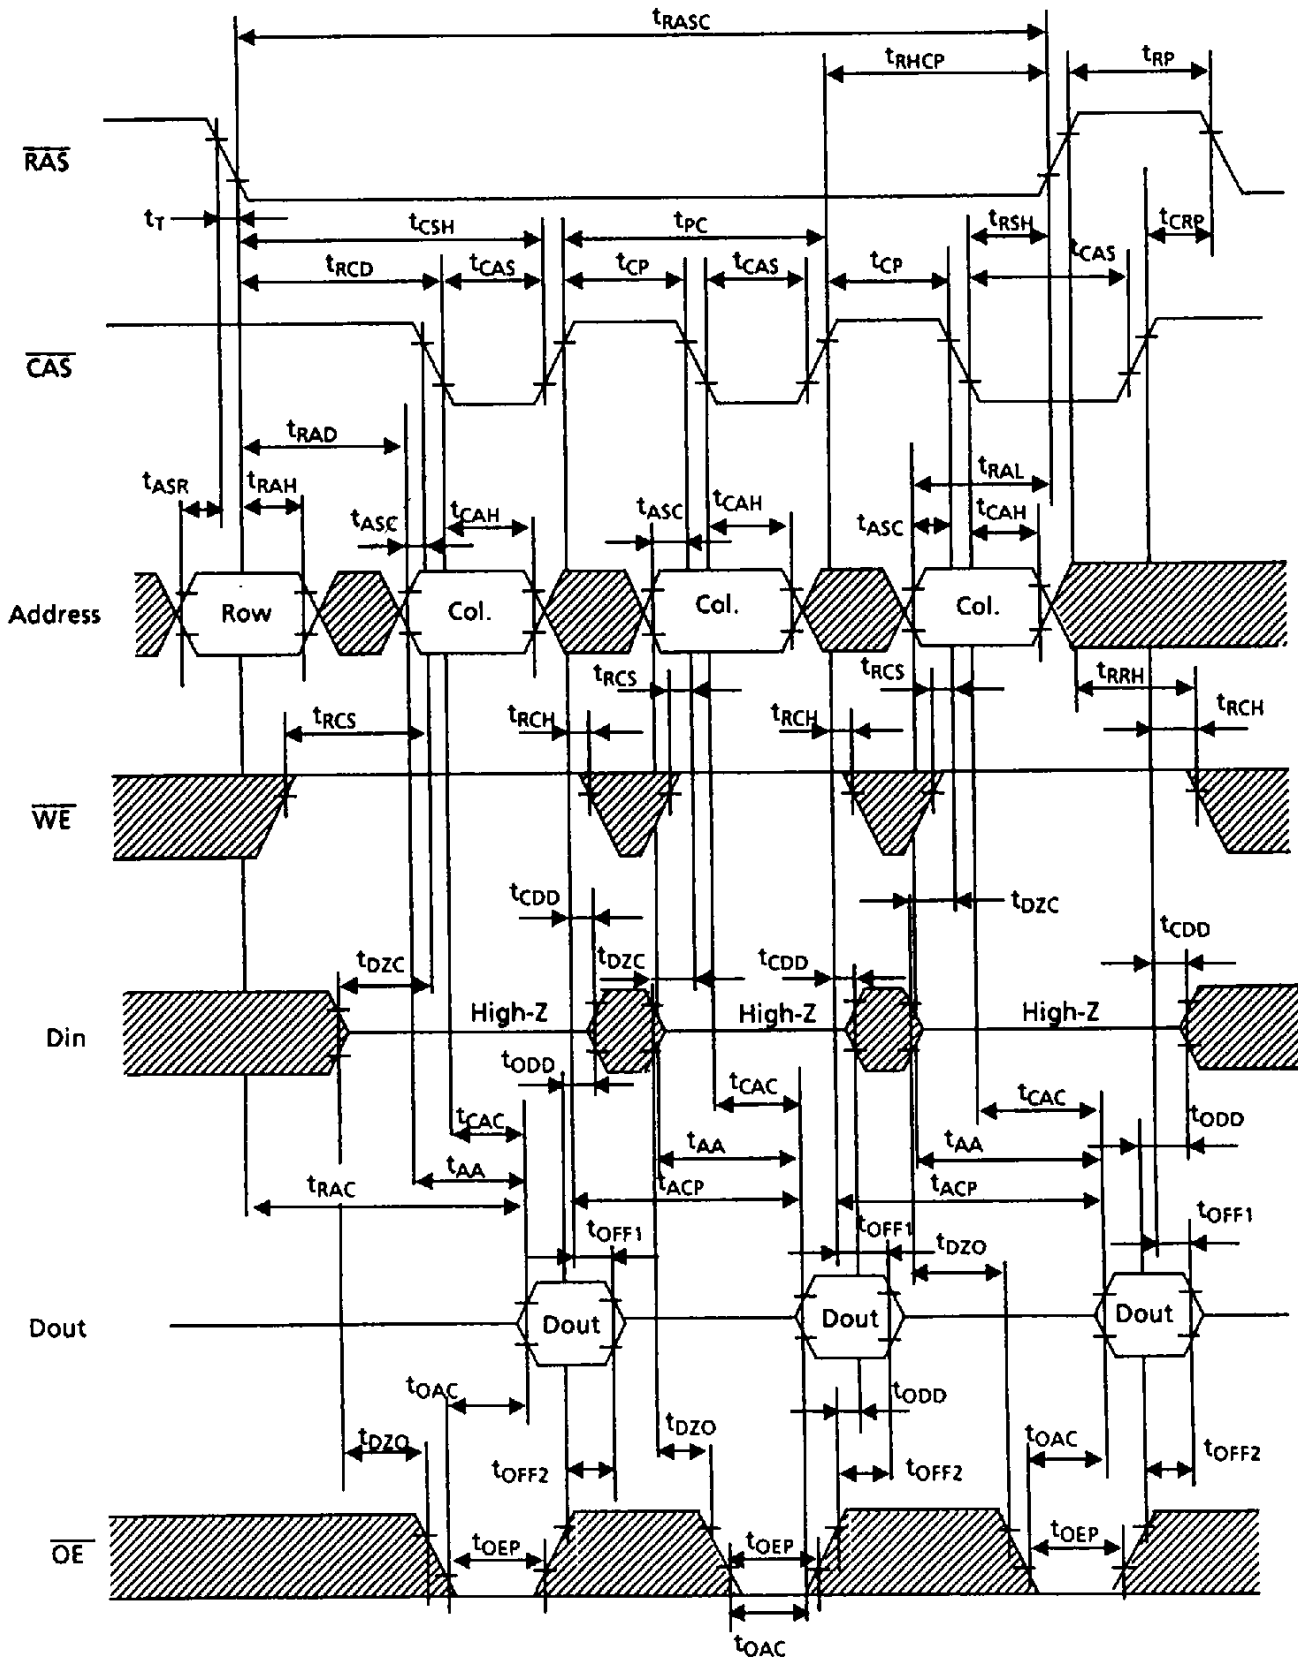 tRASC
tRHCP
tRP
RAS
tT
tCSH
tPC
tRSH
tCRP
tRCD
tCAS
tCP
tCAS
tCP
tCAS
CAS
tRAD
tRAL
tASR
tRAH
tASC
tCAH
tASC
tCAH
tASC
tCAH
Address
Row
Col.
Col.
Col.
tRCS
tRCS
tRRH
tRCS
tRCH
tRCH
tRCH
WE
tCDD
tDZC
tCDD
tDZC
tDZC
tCDD
Din
High-Z
High-Z
High-Z
tODD
tCAC
tCAC
tCAC
tODD
tAA
tAA
tAA
tRAC
tACP
tACP
tOFF1
tOFF1
tDZO
tOFF1
Dout
Dout
Dout
Dout
tOAC
tODD
tDZO
tDZO
tOFF2
tOFF2
tOAC
tOFF2
OE
tOEP
tOEP
tOEP
tOAC